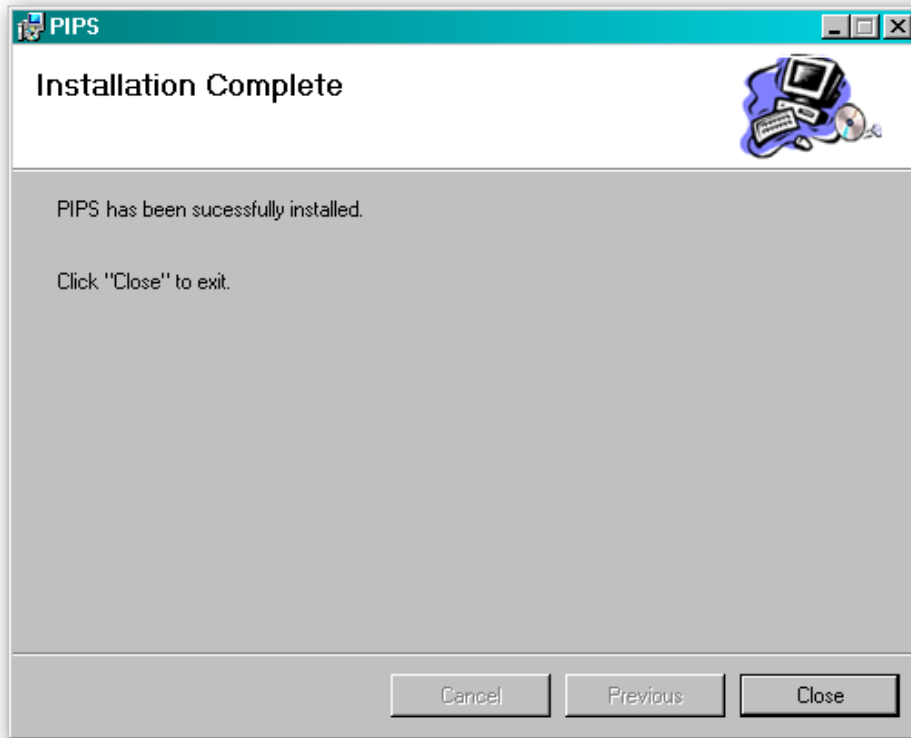 PIPS
Installation Complete
PIPS has been sucessfully installed.
Click "Close" to exit.
Cancel
Previous
Close